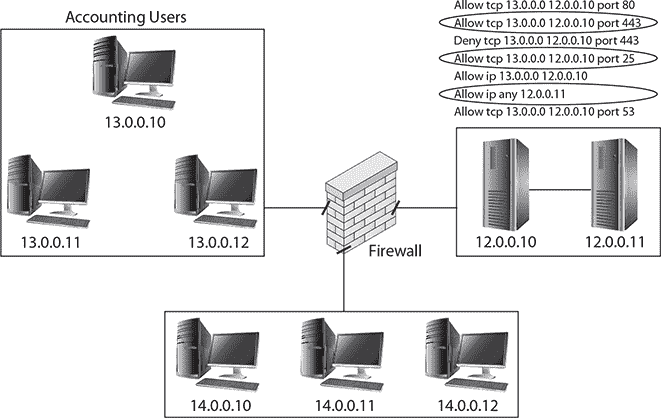 Accounting Users
13.0.0.10
13.0.0.11
13.0.0.12
Allow tcp 13.0.0.0 12.0.0.10 port 80
Allow tcp 13.0.0.0 12.0.0.10 port 443
Deny tcp 13.0.0.0 12.0.0.10 port 443
Allow tcp 13.0.0.0 12.0.0.10 port 25
Allow ip 13.0.0.0 12.0.0.10
Allow ip any 12.0.0.11
Allow tcp 13.0.0.0 12.0.0.10 port 53
12.0.0.10
12.0.0.11
Firewall
14.0.0.10
14.0.0.11
14.0.0.12